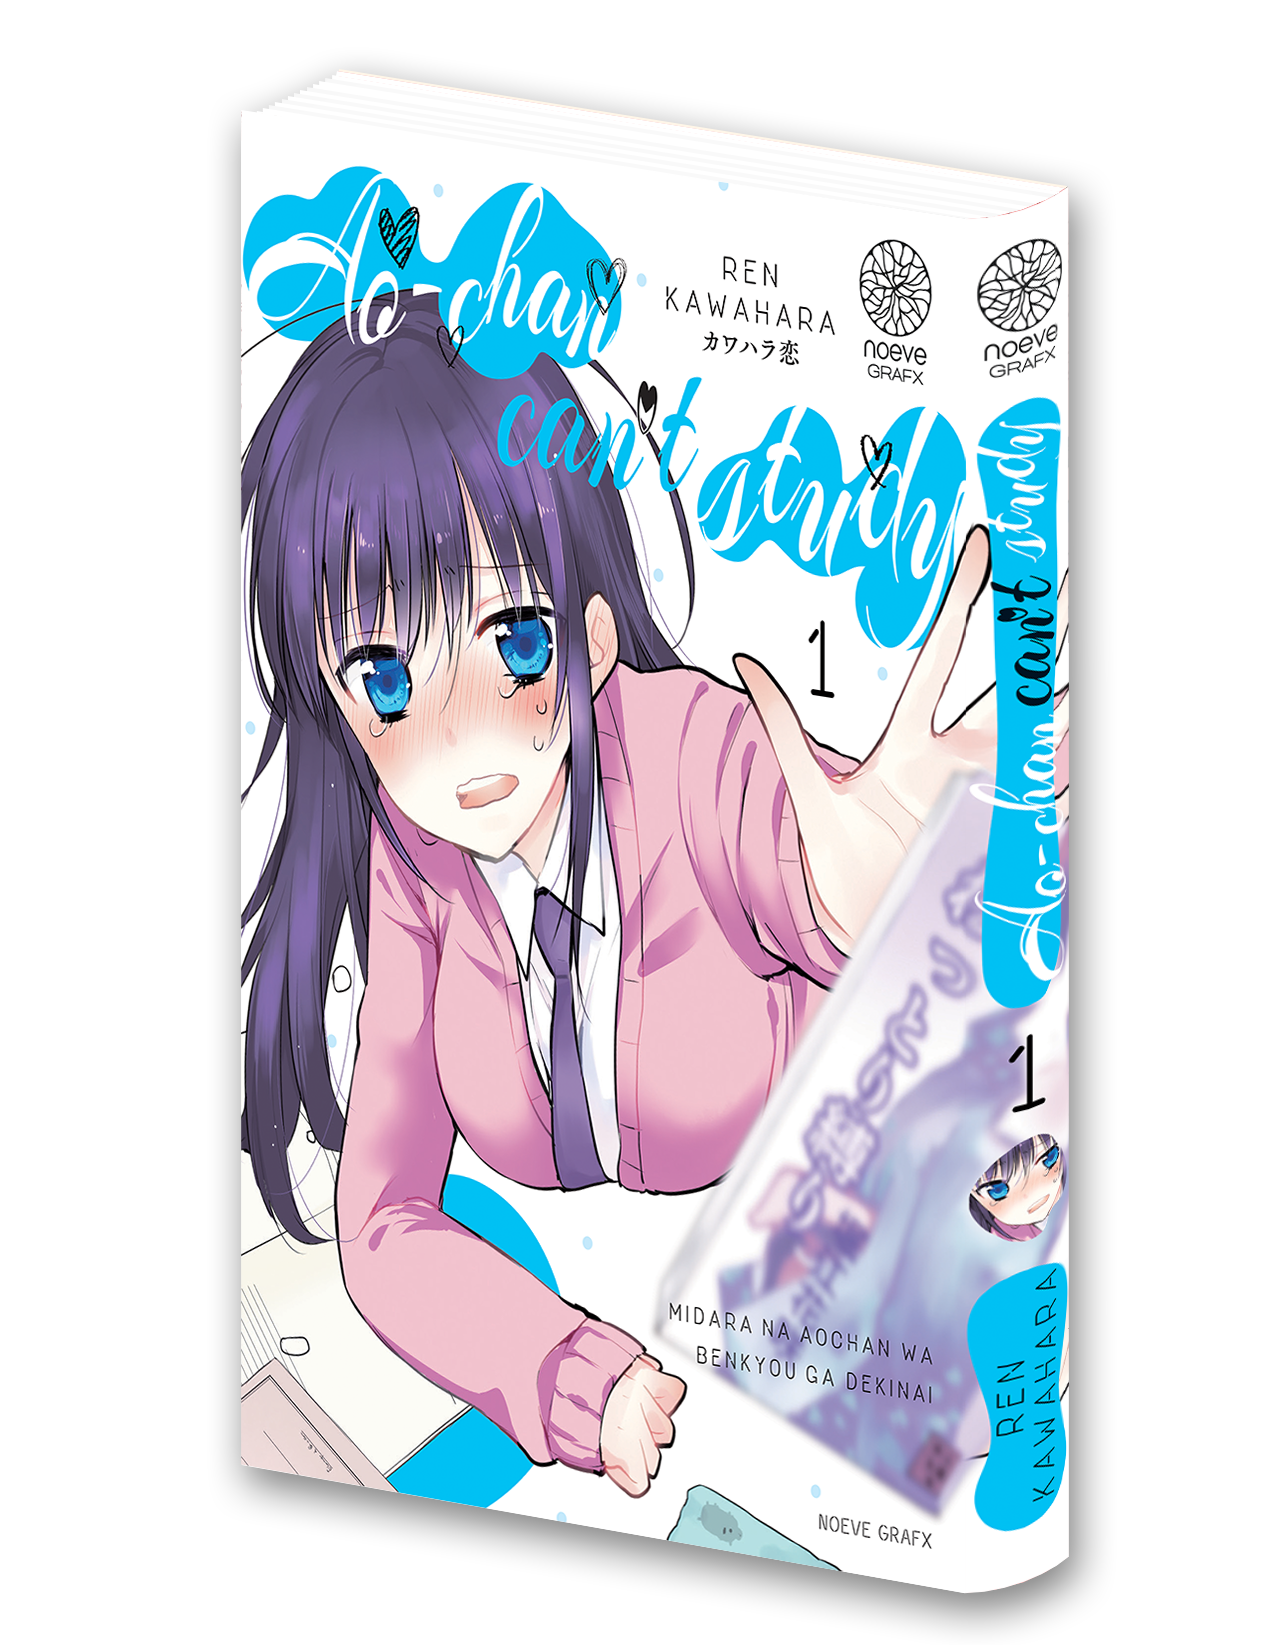 Ao-chan
can't
study
REN
KAWAHARA
カワハラ恋
noeve
GRAFX
1
MIDARA NA AOCHAN WA
BENKYOU GA DEKINAI
NOEVE GRAFX
noeve
GRAFX
Ao-chan can't study
1
REN
KAWAHARA